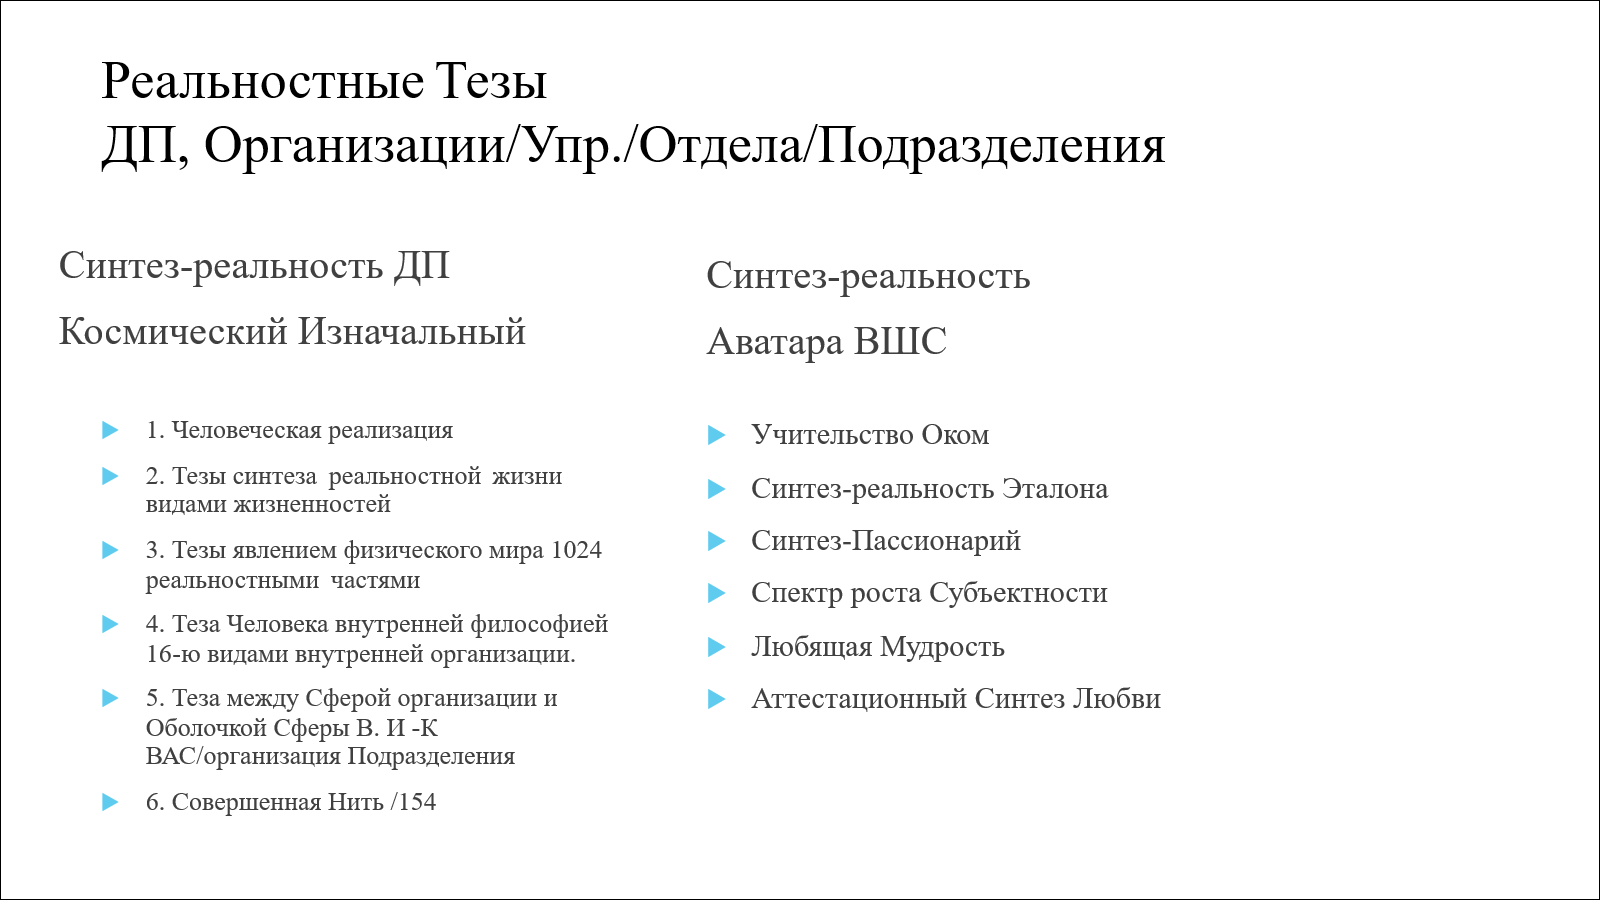 Реальностные Тезы
ДП, Организации/Упр./Отдела/Подразделения
Синтез-реальность ДП
Космический Изначальный
1. Человеческая реализация
2. Тезы синтеза реальностной жизни
видами жизненностей
3. Тезы явлением физического мира 1024
реальностными частями
4. Теза Человека внутренней философией
16-ю видами внутренней организации.
5. Теза между Сферой организации и
Оболочкой Сферы В. И -К
ВАС/организация Подразделения
6. Совершенная Нить /154
Синтез-реальность
Аватара ВШС
Учительство Оком
Синтез-реальность Эталона
Синтез-Пассионарий
Спектр роста Субъектности
Любящая Мудрость
Аттестационный Синтез Любви